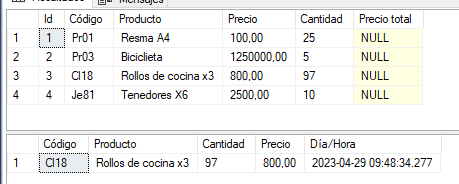 Id Código Producto Precio Cantidad Precio total
1 1 Pr01 Resma A4 100,00 25 NULL
2 2 Pr03 Biciclieta 1250000,00 5 NULL
3 3 Cl18 Rollos de cocina x3 800,00 97 NULL
4 4 Je81 Tenedores X6 2500,00 10 NULL
Código Producto Cantidad Precio Día/Hora
1 Cl18 Rollos de cocina x3 97 800,00 2023-04-29 09:48:34.277